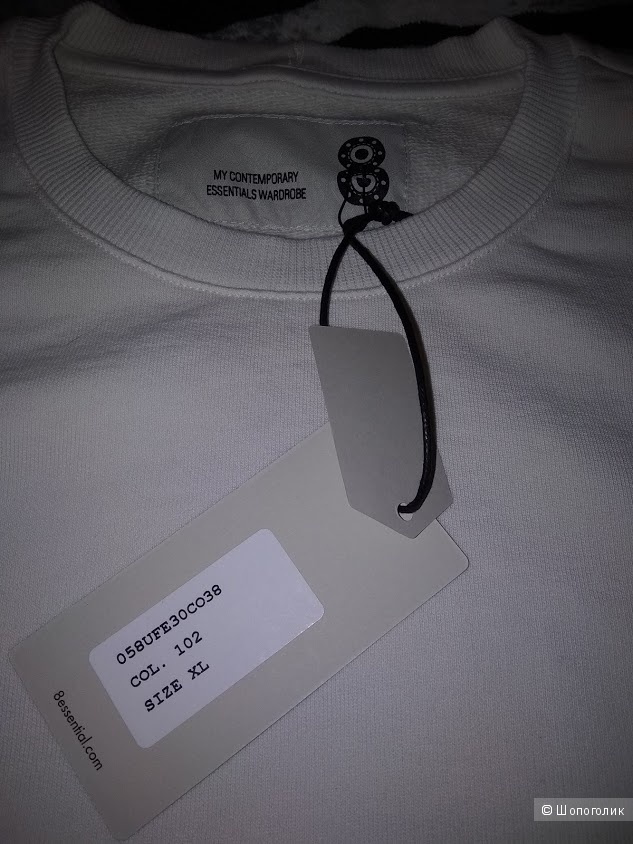 MY CONTEMPORARY
ESSENTIALS WARDROBE
058UFE30CO38
COL. 102
SIZE XL
8essential.com
© Шопоголик